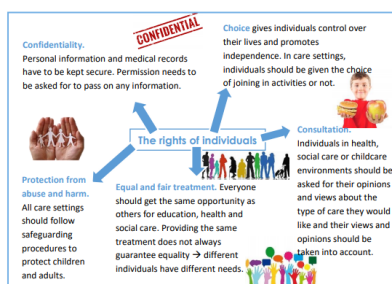 CONFIDENTIAL
Confidentiality.
Personal information and medical records
have to be kept secure. Permission needs to
be asked for to pass on any information.
Choice gives individuals control over
their lives and promotes
independence. In care settings,
individuals should be given the choice
of joining in activities or not.
The rights of individuals
Consultation.
Individuals in health,
social care or childcare
environments should be
asked for their opinions
and views about the
type of care they would
like and their views and
opinions should be
taken into account.
Protection from
abuse and harm.
All care settings
should follow
safeguarding
procedures to
protect children
and adults.
Equal and fair treatment. Everyone
should get the same opportunity as
others for education, health and
social care. Providing the same
treatment does not always
guarantee equality → different
individuals have different needs.